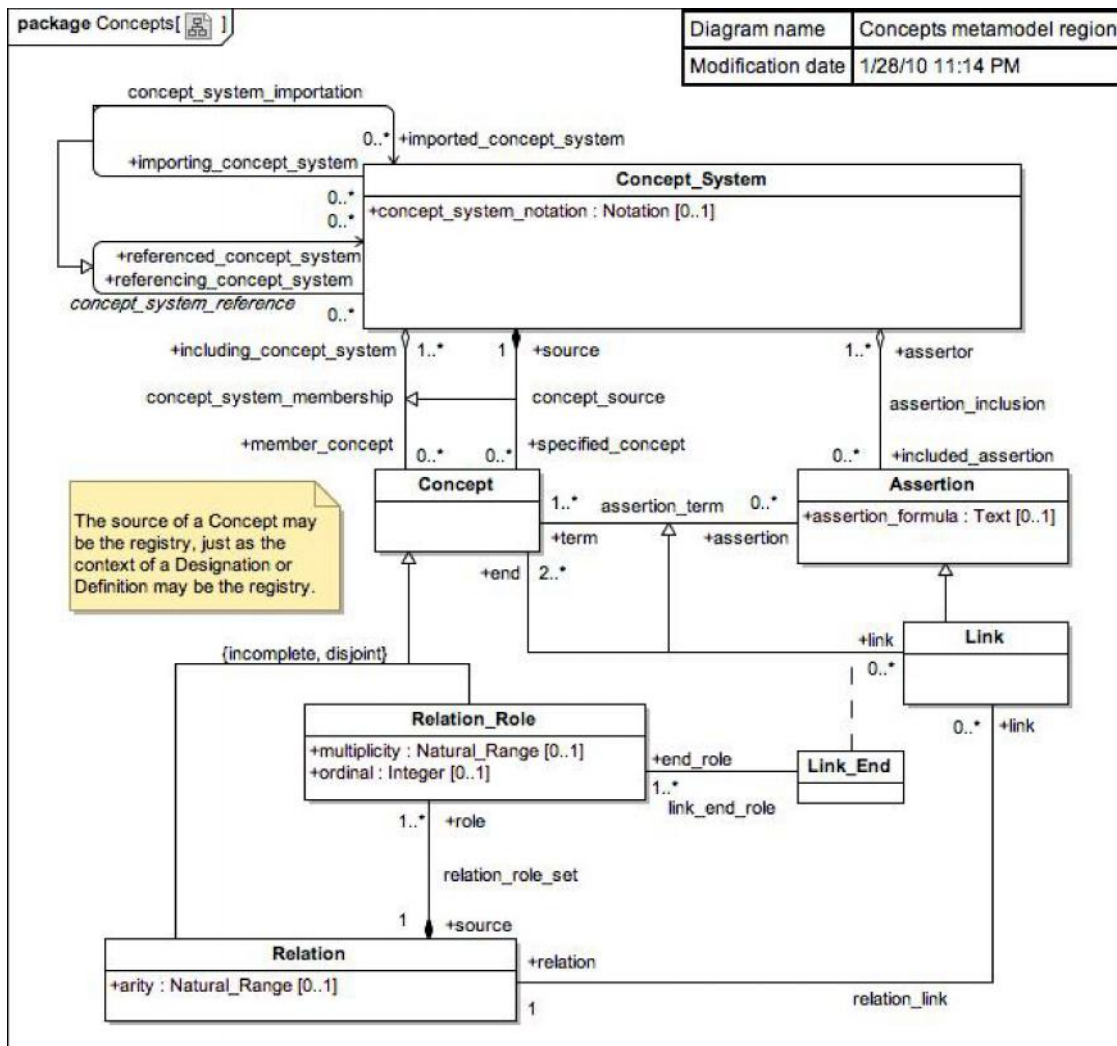 package Concepts[ ]
Diagram name Concepts metamodel region
Modification date 1/28/10 11:14 PM
concept_system_importation
0..* +imported_concept_system
+importing_concept_system
0..*
Concept_System
+concept_system_notation : Notation [0..1]
0..*
+referenced_concept_system
+referencing_concept_system
concept_system_reference
0..*
+including_concept_system 1..*
1 +source
1..* +assertor
concept_system_membership
concept_source
assertion_inclusion
+member_concept
0..*
0..* +specified_concept
0..* +included_assertion
Concept
Assertion
+assertion_formula : Text [0..1]
1..* assertion_term 0..*
+term +assertion
+end 2..*
The source of a Concept may
be the registry, just as the
context of a Designation or
Definition may be the registry.
{incomplete, disjoint}
+link
0..*
Link
0..* +link
Relation_Role
+multiplicity : Natural_Range [0..1]
+ordinal : Integer [0..1]
+end_role
1..*
link_end_role
Link_End
1..* +role
relation_role_set
1 +source
Relation
+arity : Natural_Range [0..1]
+relation
1
relation_link